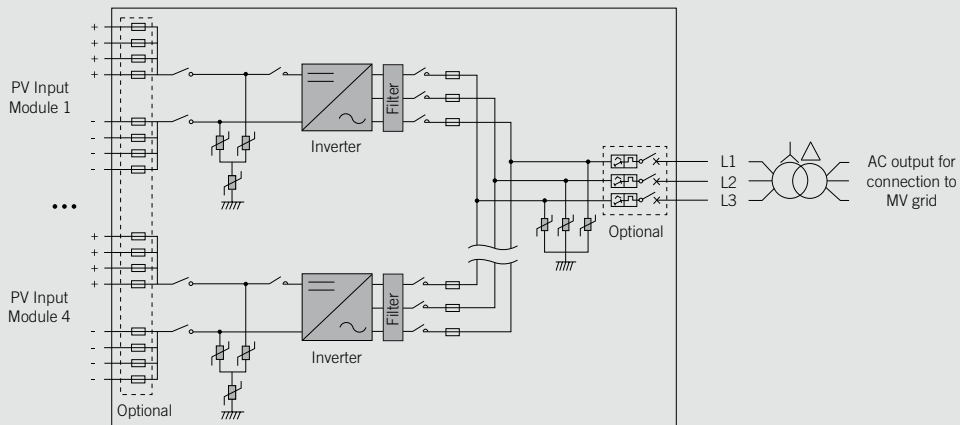 +
+
+
+
PV Input
Module 1
-
-
-
-
Inverter
Filter
...
+
+
+
+
PV Input
Module 4
-
-
-
-
Inverter
Filter
Optional
Optional
L1
L2
L3
AC output for
connection to
MV grid